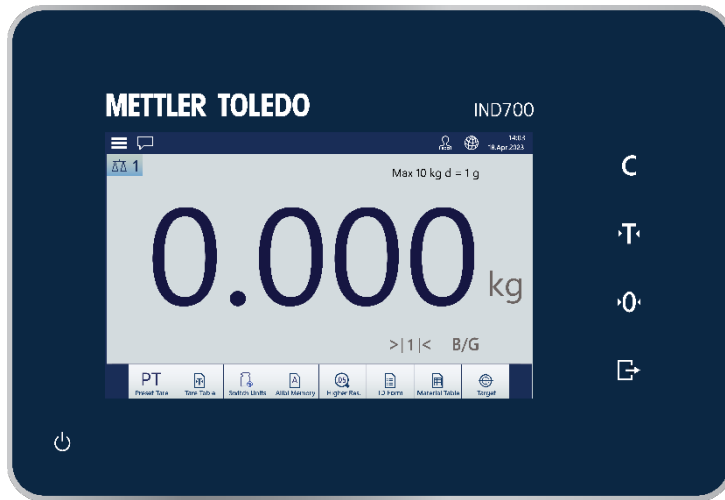 METTLER TOLEDO
IND700
14:03
18.Apr.2023
1
Max 10 kg d = 1 g
0.000 kg
>|1|< B/G
PT
Preset Tare
Tare Table
Switch Units
Alibi Memory
Higher Res.
ID Form
Material Table
Target
C
T
0